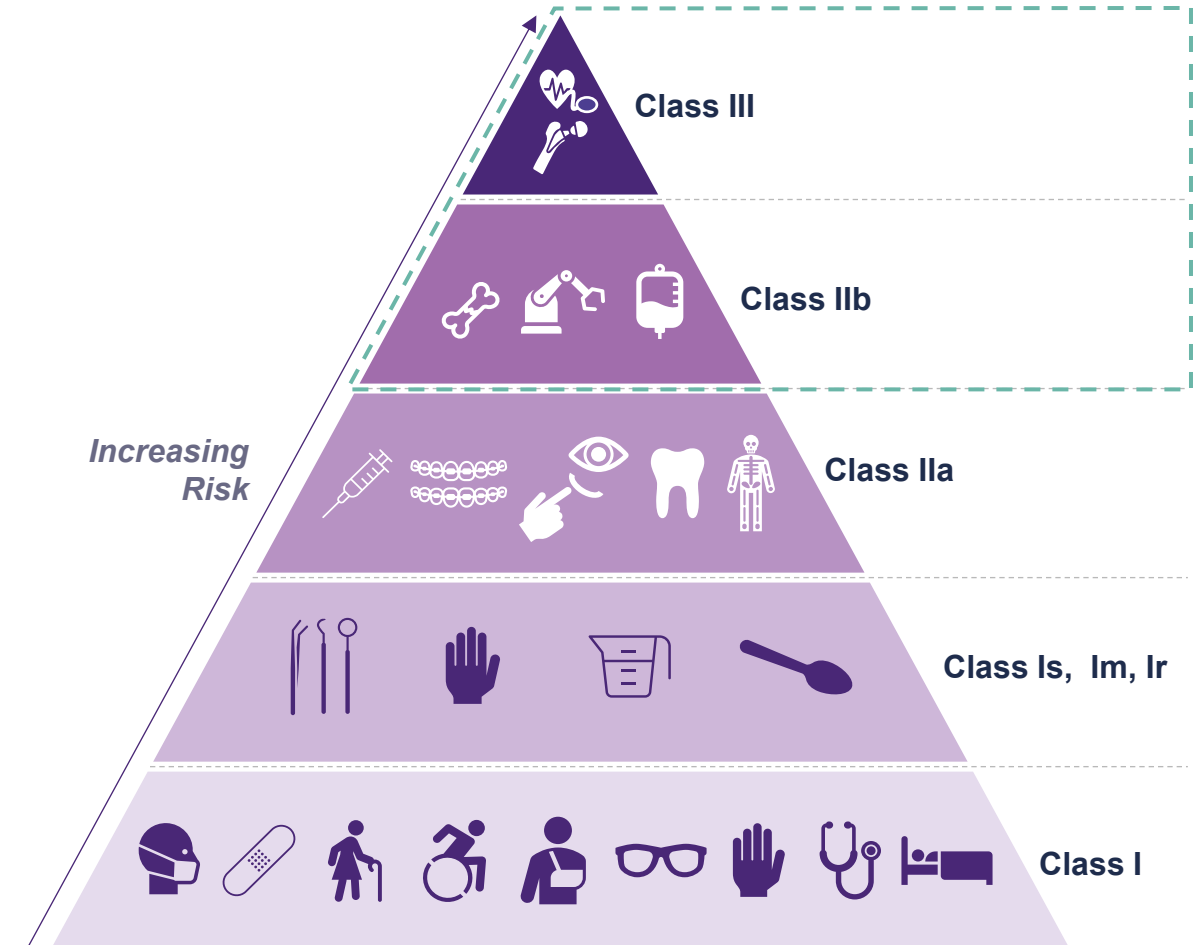 Class III
Class IIb
Increasing
Risk
Class IIa
Class Is,  Im, Ir
Class I